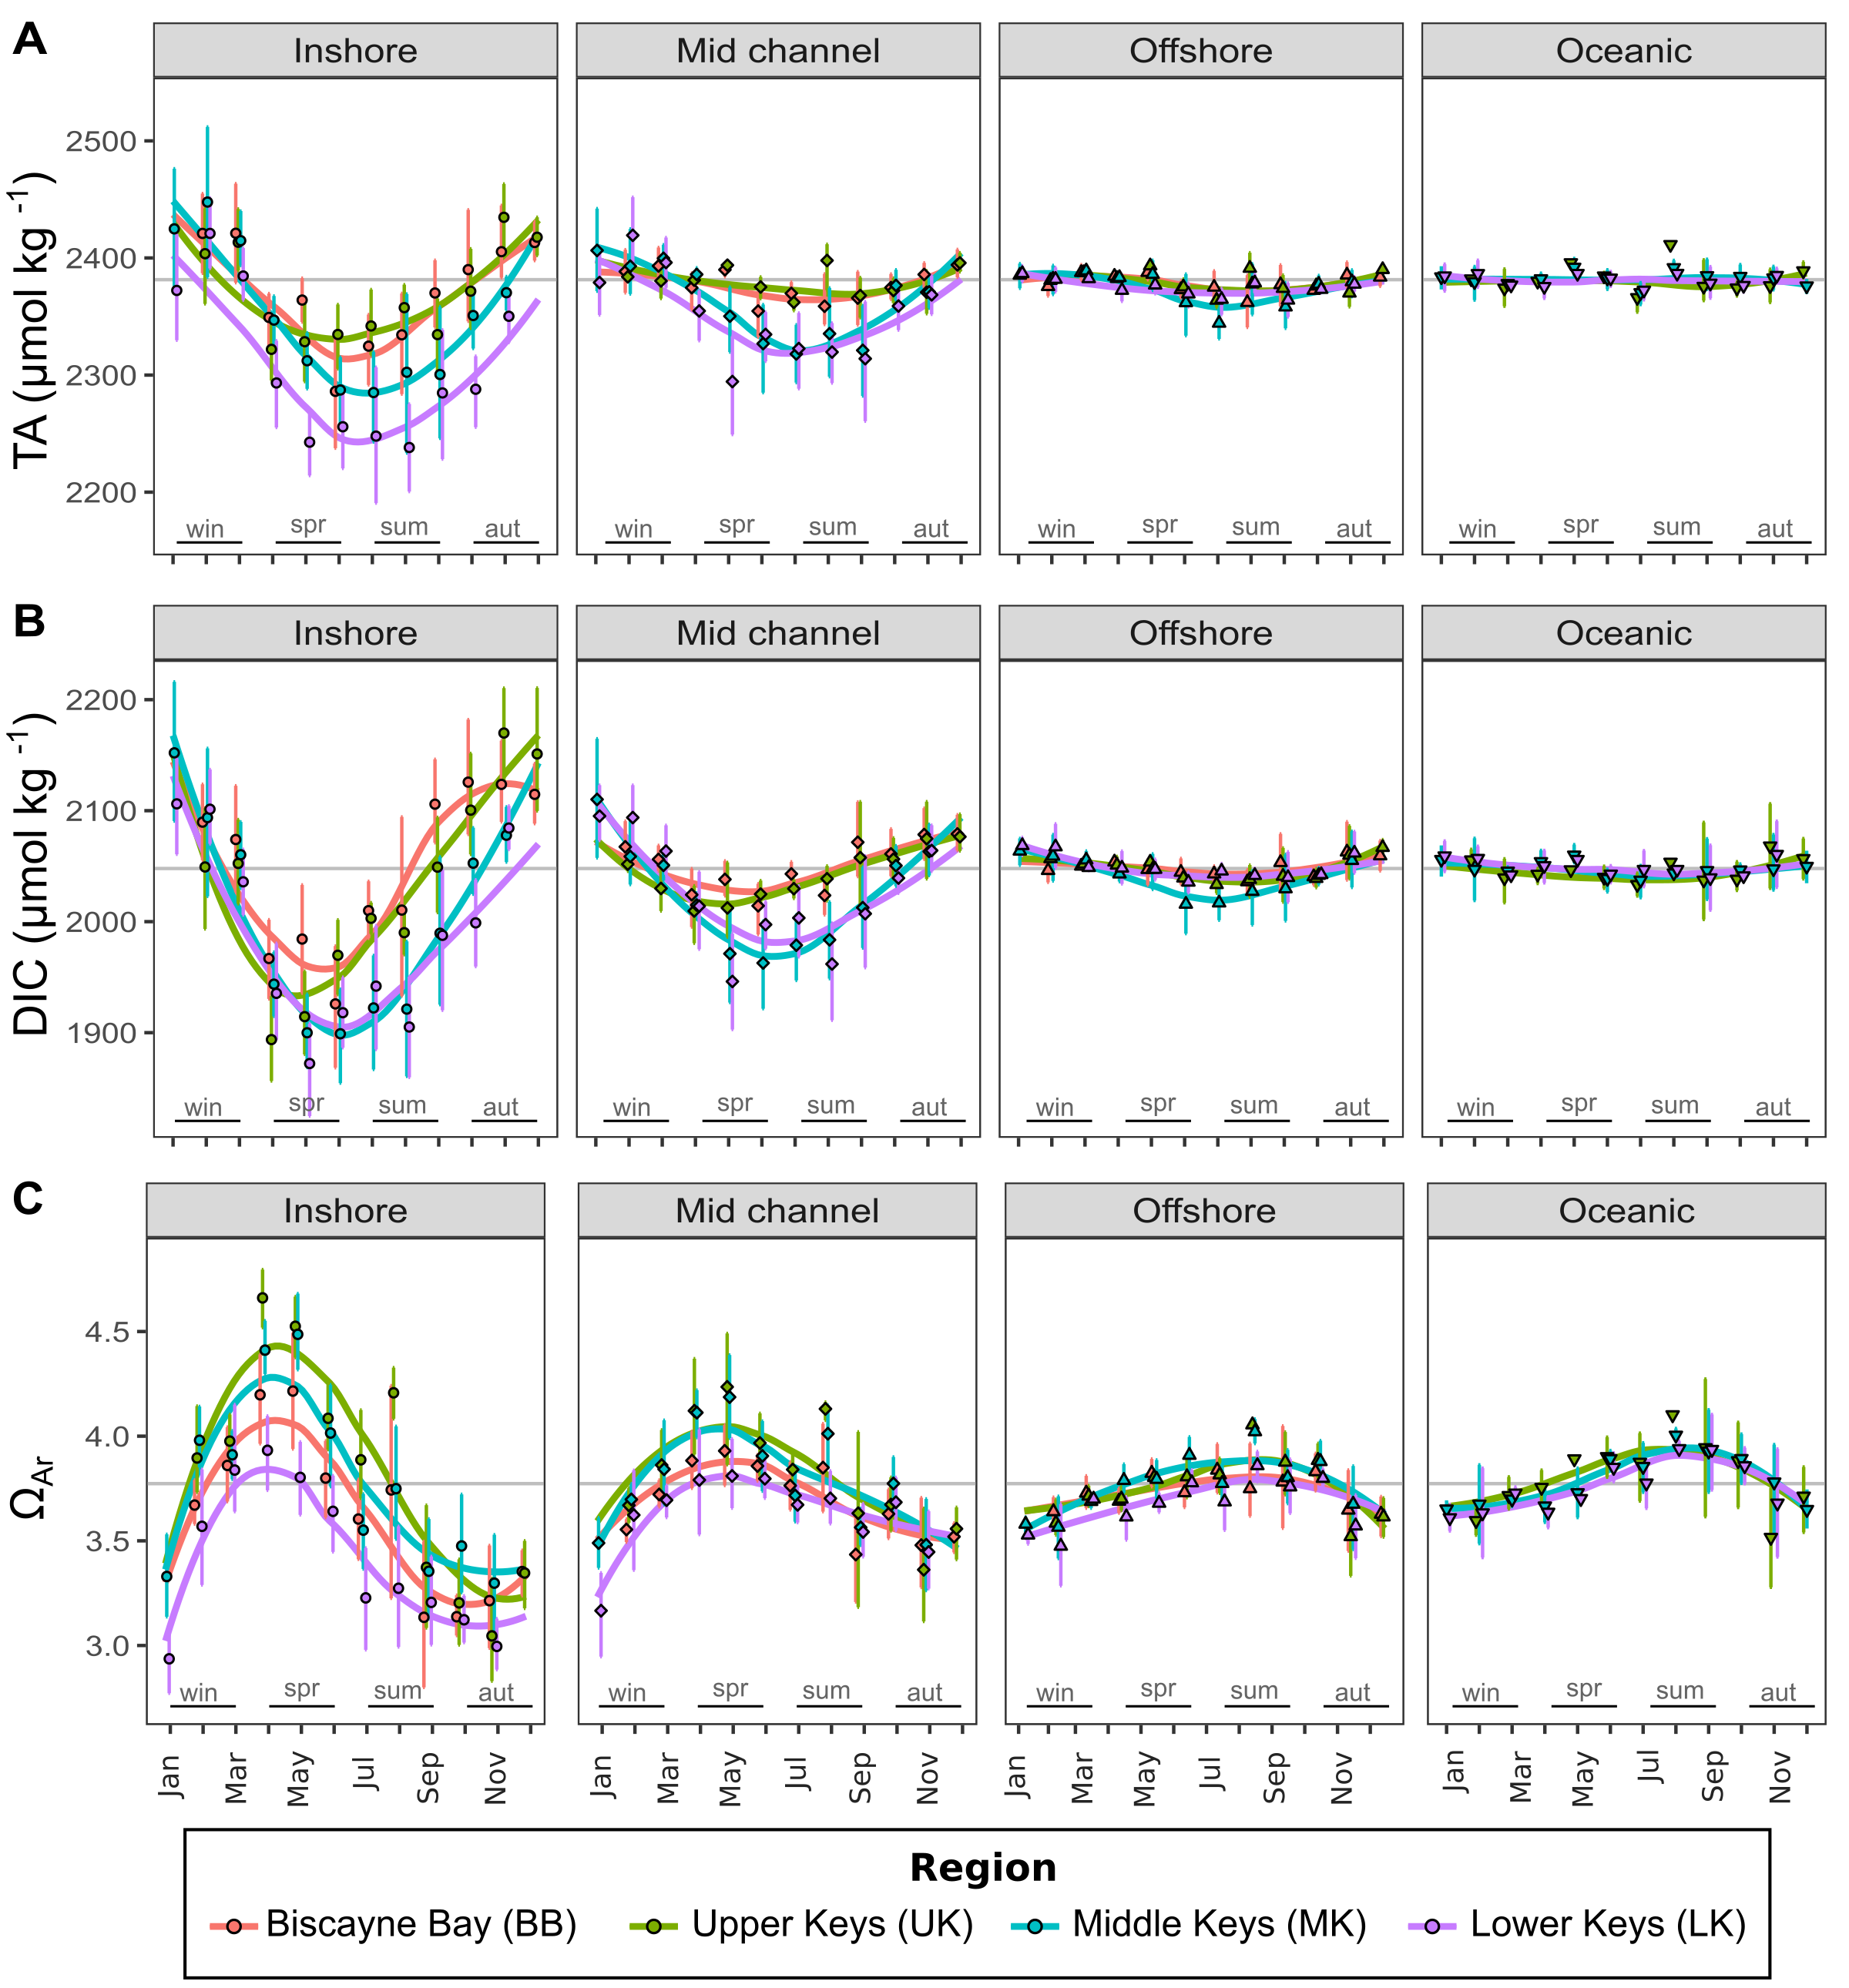 A
Inshore Mid channel Offshore Oceanic
TA (µmol kg -1)
2500
2400
2300
2200
win spr sum aut win spr sum aut win spr sum aut win spr sum aut
B
Inshore Mid channel Offshore Oceanic
DIC (µmol kg -1)
2200
2100
2000
1900
win spr sum aut win spr sum aut win spr sum aut win spr sum aut
C
Inshore Mid channel Offshore Oceanic
ΩAr
4.5
4.0
3.5
3.0
win spr sum aut win spr sum aut win spr sum aut win spr sum aut
Jan Mar May Jul Sep Nov Jan Mar May Jul Sep Nov Jan Mar May Jul Sep Nov Jan Mar May Jul Sep Nov
Region
Biscayne Bay (BB) Upper Keys (UK) Middle Keys (MK) Lower Keys (LK)